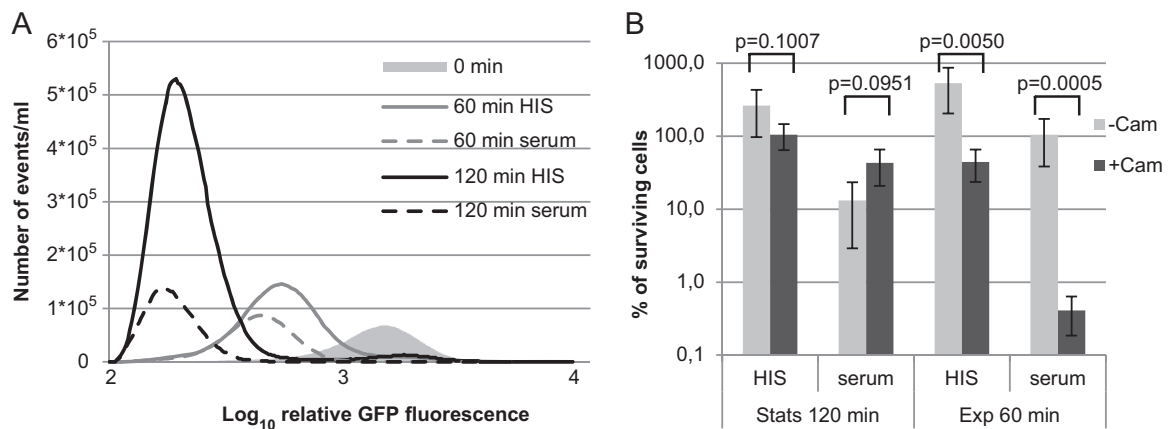 A
6*10⁵
5*10⁵
4*10⁵
3*10⁵
2*10⁵
1*10⁵
0
Number of events/ml
2
3
4
Log₁₀ relative GFP fluorescence
0 min
60 min HIS
60 min serum
120 min HIS
120 min serum
B
p=0.1007
p=0.0951
p=0.0050
p=0.0005
1000,0
100,0
10,0
1,0
0,1
% of surviving cells
-Cam
+Cam
HIS
serum
HIS
serum
Stats 120 min
Exp 60 min